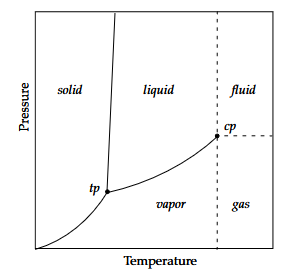 solid
liquid
fluid
cp
tp
vapor
gas
Pressure
Temperature